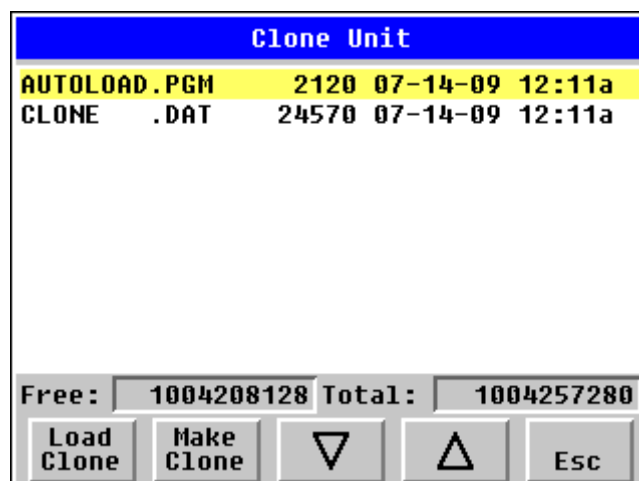 Clone Unit
AUTOLOAD.PGM 2120 07-14-09 12:11a
CLONE .DAT 24570 07-14-09 12:11a
Free: 1004208128 Total: 1004257280
Load Clone Make Clone Esc